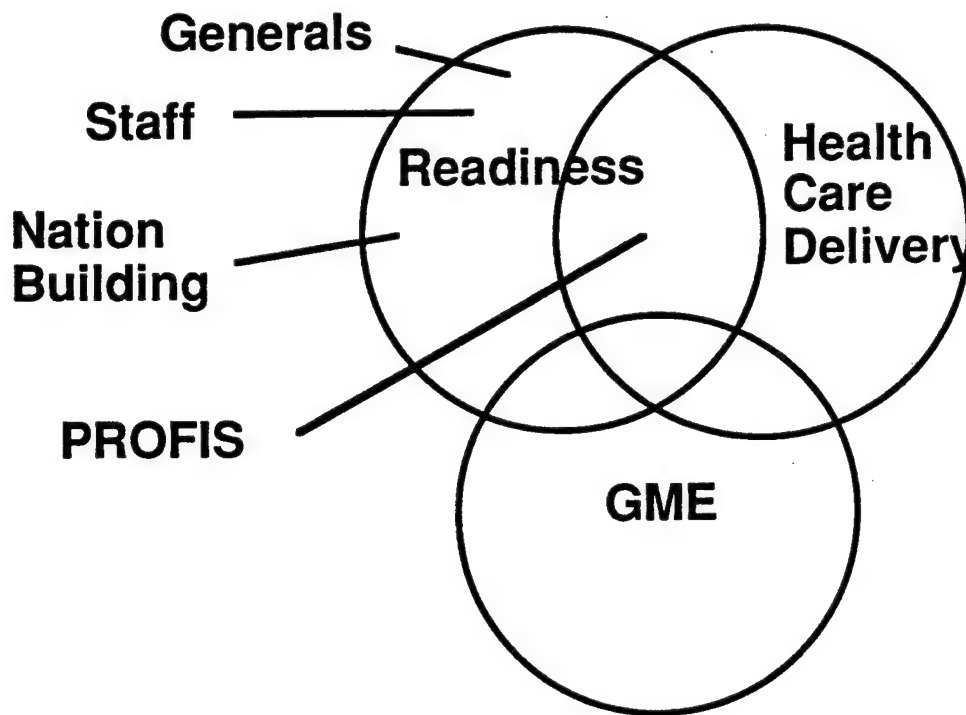 Generals
Staff
Readiness
Health
Care
Delivery
Nation
Building
PROFIS
GME